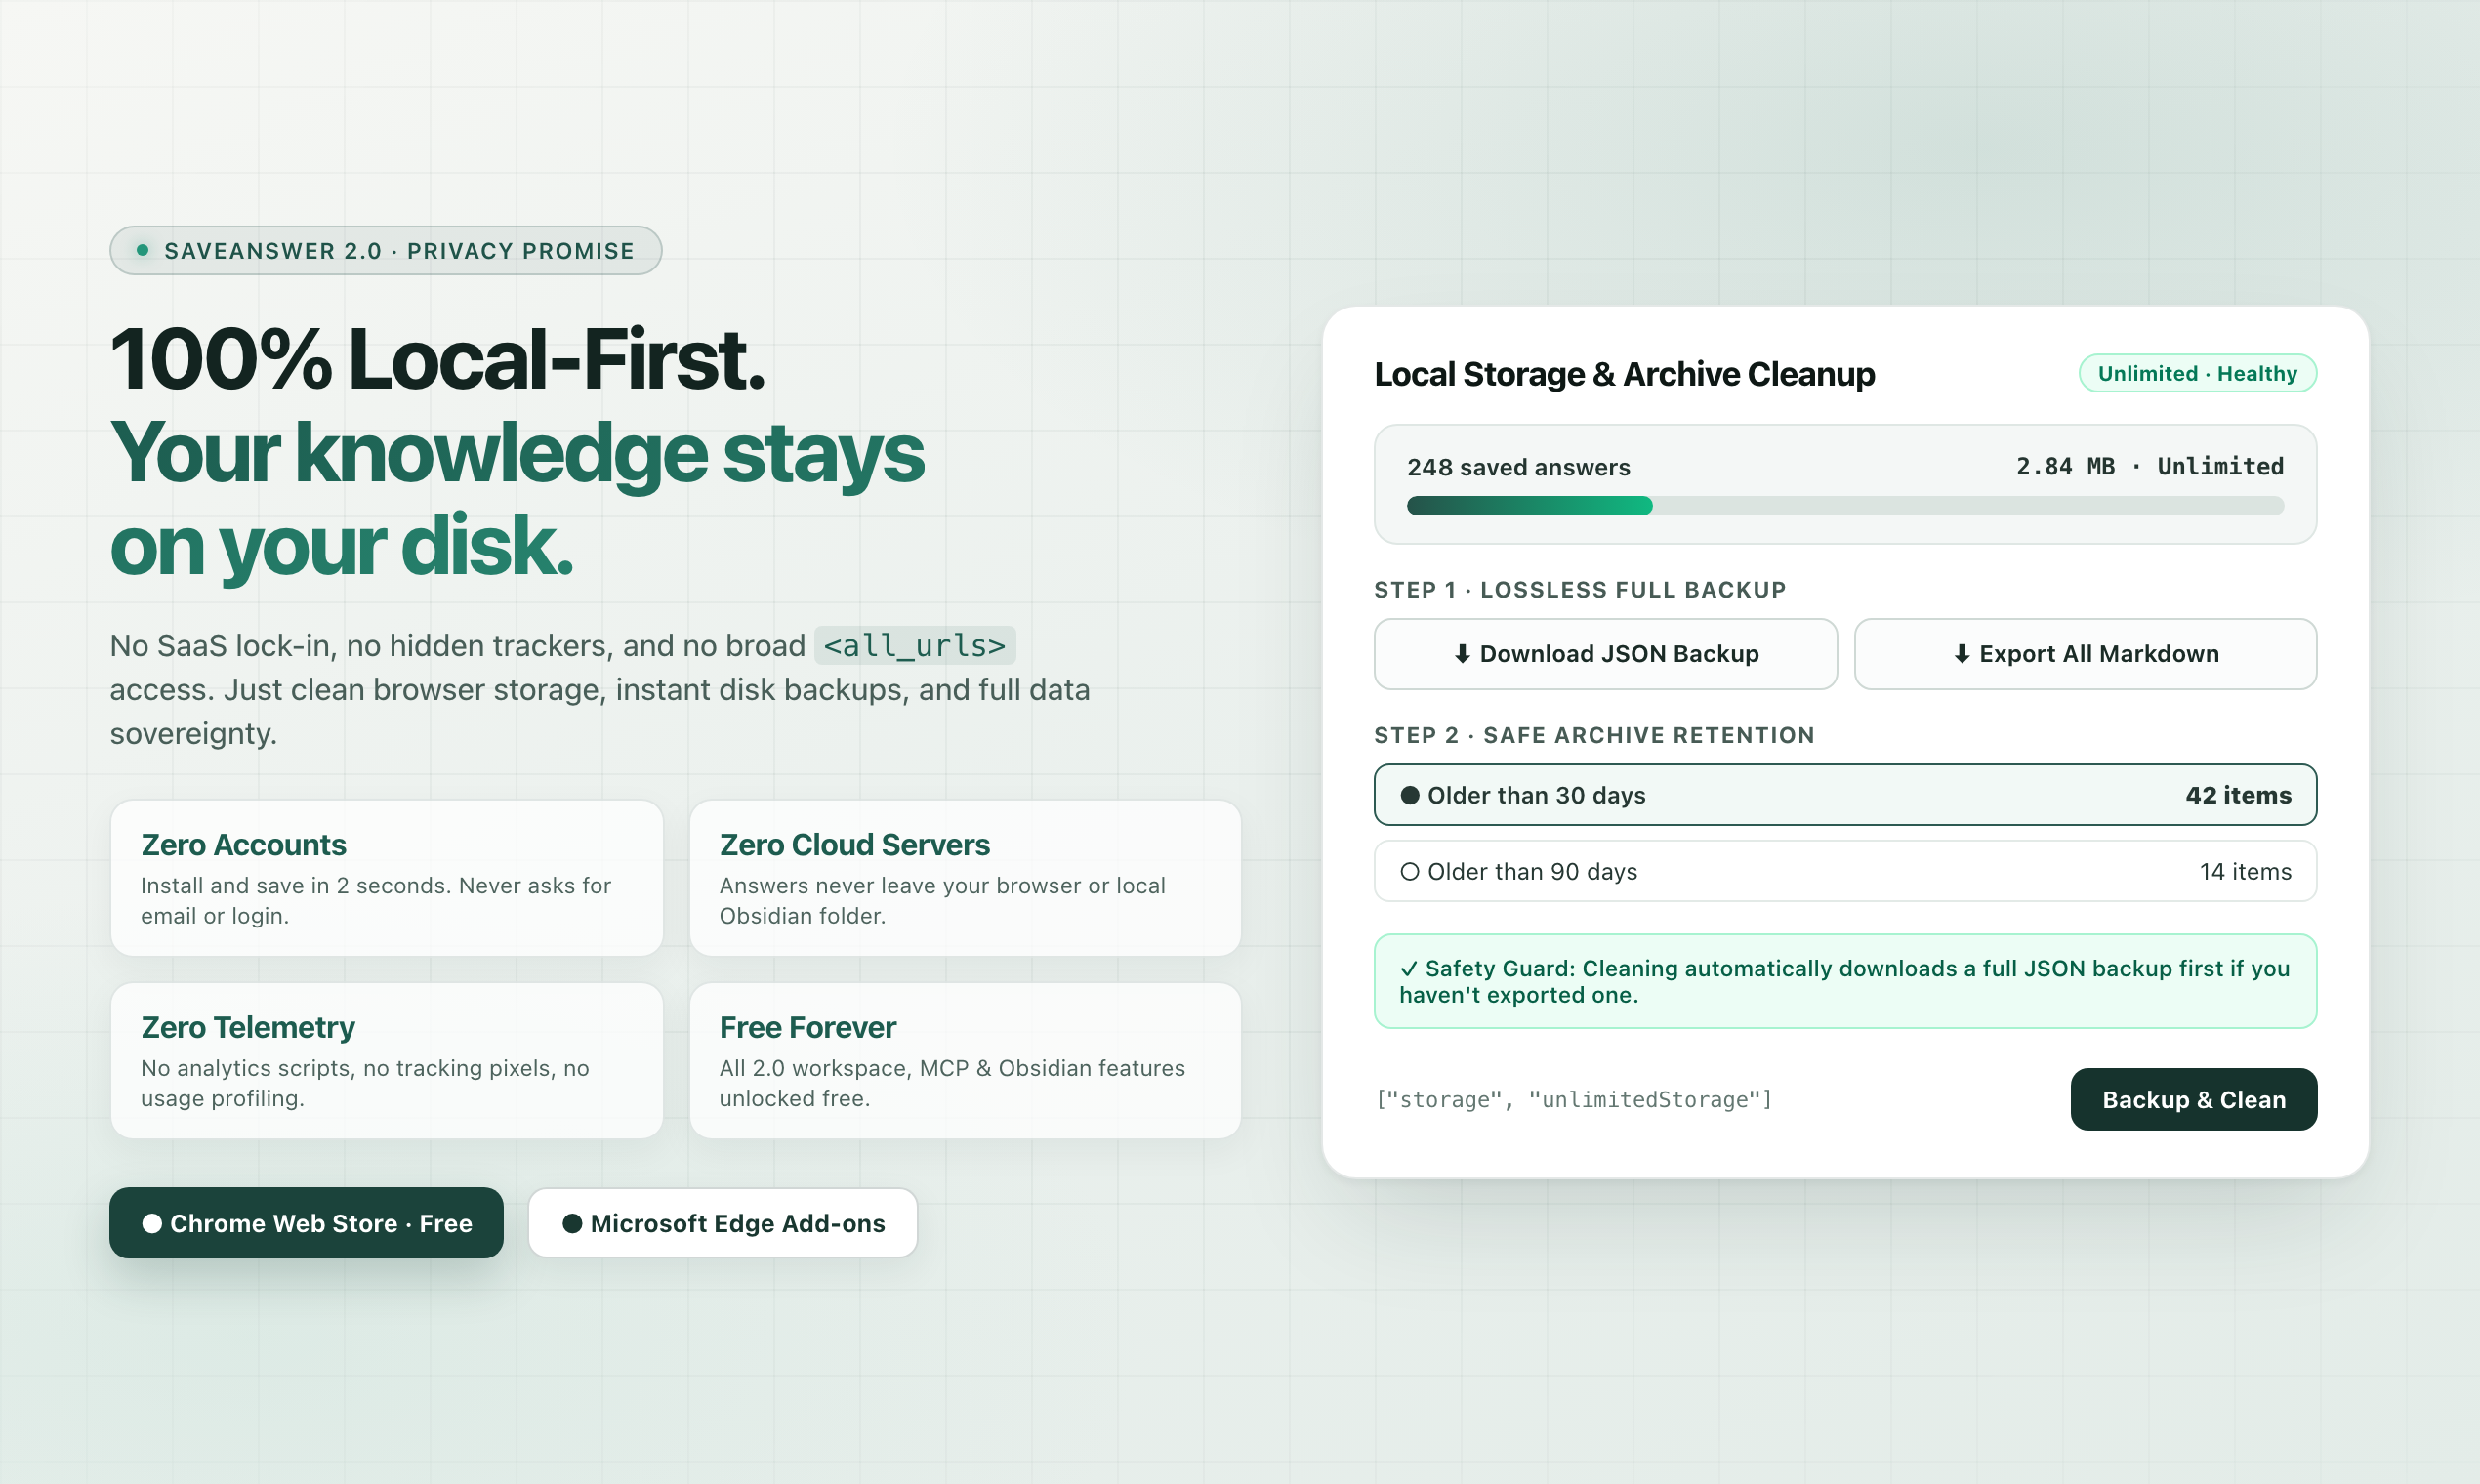 SAVEANSWER 2.0 · PRIVACY PROMISE
100% Local-First.
Your knowledge stays
on your disk.
No SaaS lock-in, no hidden trackers, and no broad <all_urls>
access. Just clean browser storage, instant disk backups, and full data
sovereignty.
Zero Accounts
Install and save in 2 seconds. Never asks for
email or login.
Zero Cloud Servers
Answers never leave your browser or local
Obsidian folder.
Zero Telemetry
No analytics scripts, no tracking pixels, no
usage profiling.
Free Forever
All 2.0 workspace, MCP & Obsidian features
unlocked free.
Chrome Web Store · Free
Microsoft Edge Add-ons
Local Storage & Archive Cleanup
Unlimited · Healthy
248 saved answers
2.84 MB · Unlimited
STEP 1 · LOSSLESS FULL BACKUP
⬇ Download JSON Backup
⬇ Export All Markdown
STEP 2 · SAFE ARCHIVE RETENTION
● Older than 30 days
42 items
○ Older than 90 days
14 items
✓ Safety Guard: Cleaning automatically downloads a full JSON backup first if you
haven't exported one.
["storage", "unlimitedStorage"]
Backup & Clean